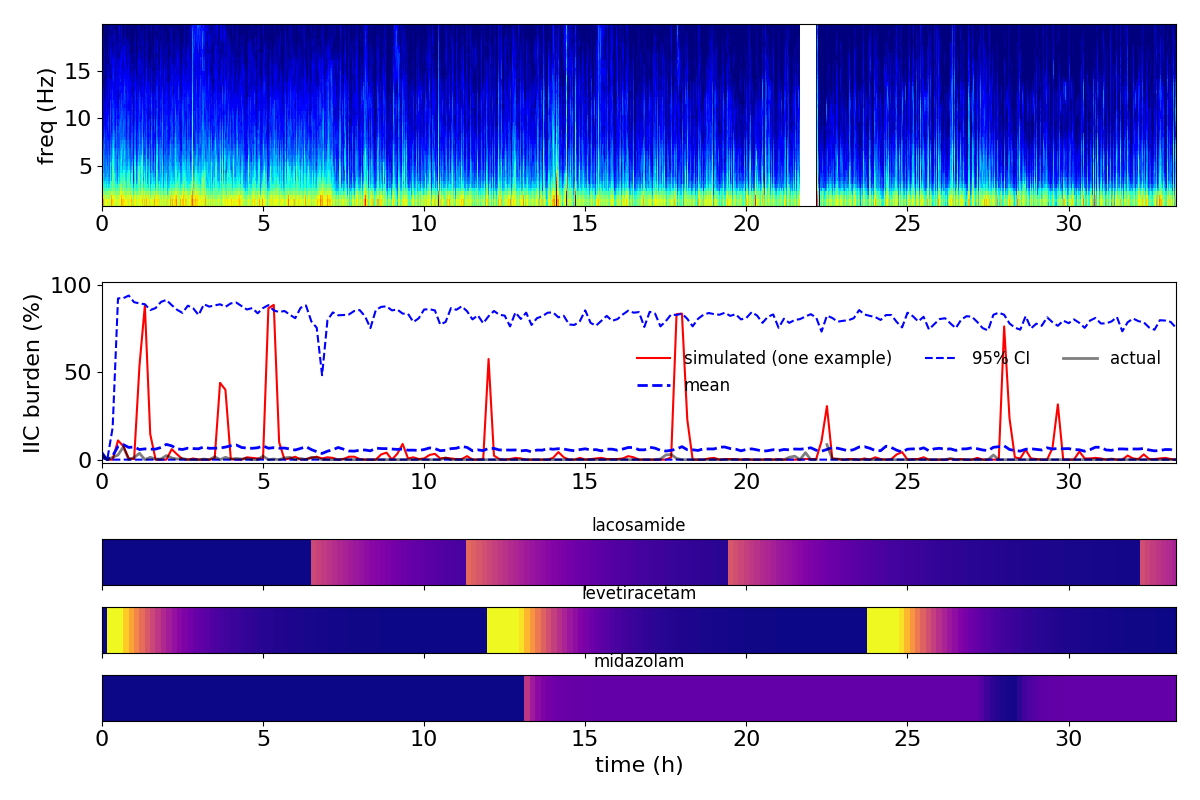 freq (Hz)
15
10
5
0 5 10 15 20 25 30
IIC burden (%)
100
50
0
simulated (one example) 95% CI actual
mean
0 5 10 15 20 25 30
lacosamide
levetiracetam
midazolam
0 5 10 15 20 25 30
time (h)